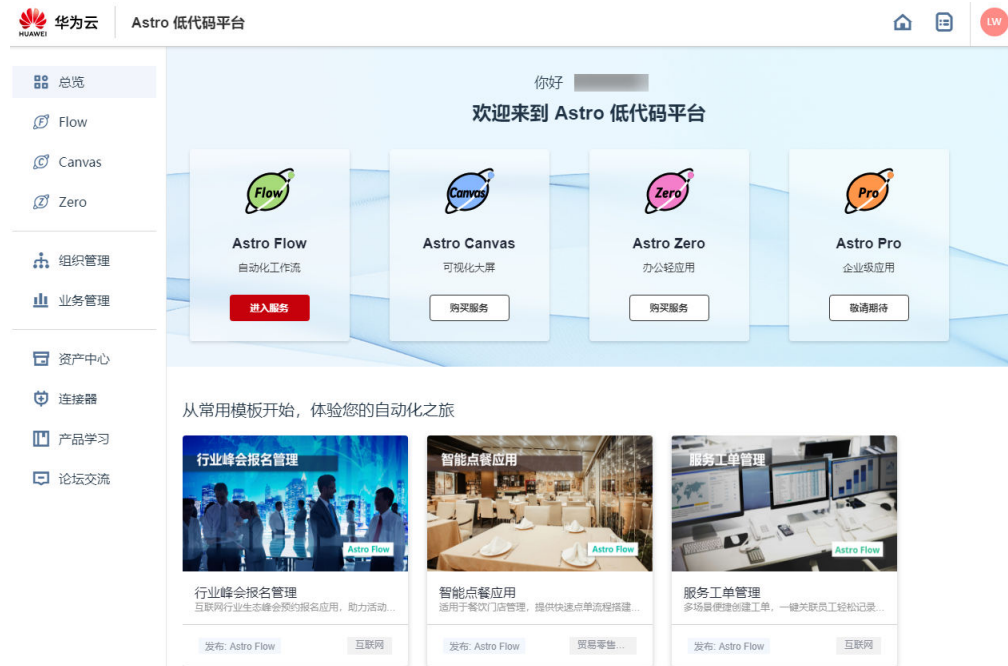 HUAWEI
华为云
Astro 低代码平台
LW
总览
Flow
Canvas
Zero
组织管理
业务管理
资产中心
连接器
产品学习
论坛交流
你好
欢迎来到 Astro 低代码平台
Flow
Astro Flow
自动化工作流
进入服务
Canvas
Astro Canvas
可视化大屏
购买服务
Zero
Astro Zero
办公轻应用
购买服务
Pro
Astro Pro
企业级应用
敬请期待
从常用模板开始，体验您的自动化之旅
行业峰会报名管理
Astro Flow
行业峰会报名管理
互联网行业生态峰会预约报名应用，助力活动...
发布: Astro Flow
互联网
智能点餐应用
Astro Flow
智能点餐应用
适用于餐饮门店管理，提供快速点单流程搭建...
发布: Astro Flow
贸易零售...
服务工单管理
Astro Flow
服务工单管理
多场景便捷创建工单，一键关联员工轻松记录...
发布: Astro Flow
互联网